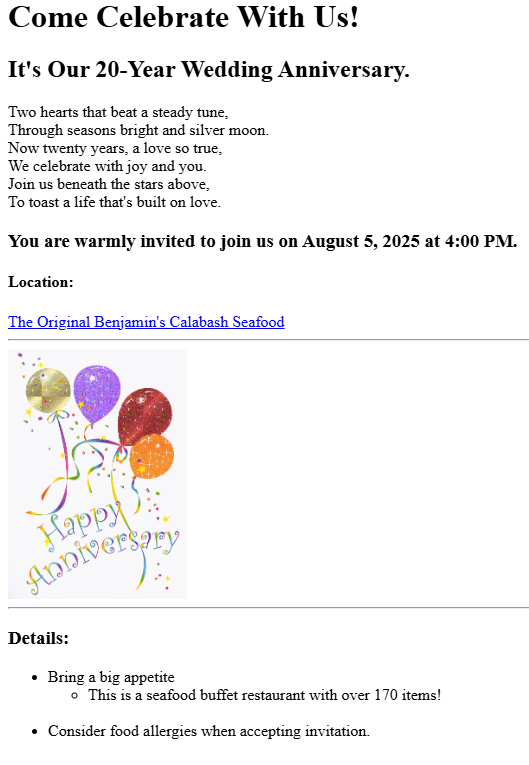 Come Celebrate With Us!
It's Our 20-Year Wedding Anniversary.
Two hearts that beat a steady tune,
Through seasons bright and silver moon.
Now twenty years, a love so true,
We celebrate with joy and you.
Join us beneath the stars above,
To toast a life that's built on love.
You are warmly invited to join us on August 5, 2025 at 4:00 PM.
Location:
The Original Benjamin's Calabash Seafood
Happy
Anniversary
Details:
Bring a big appetite
This is a seafood buffet restaurant with over 170 items!
Consider food allergies when accepting invitation.